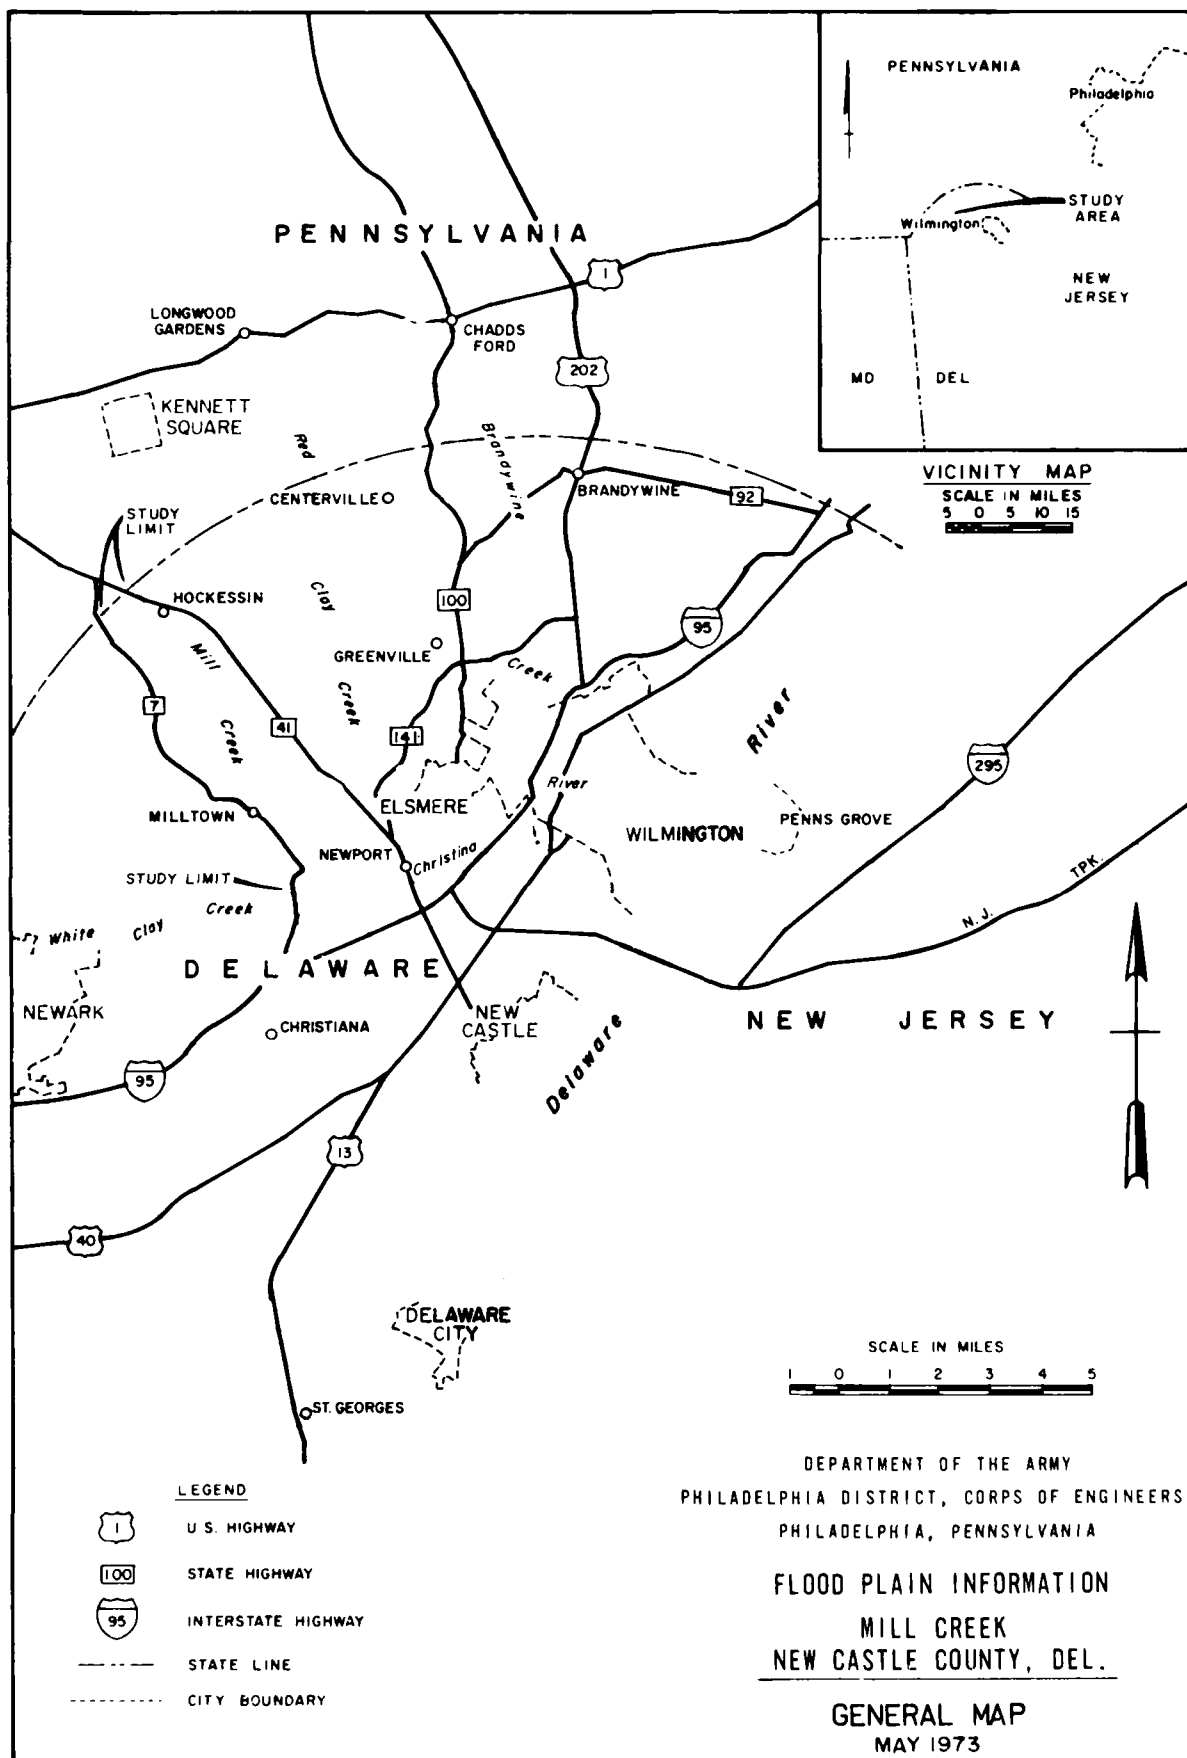 PENNSYLVANIA
Philadelphia
STUDY
AREA
Wilmington
NEW
JERSEY
MD
DEL
VICINITY MAP
SCALE IN MILES
5 0 5 10 15
PENNSYLVANIA
1
LONGWOOD
GARDENS
CHADDS
FORD
202
KENNETT
SQUARE
Red
Brandywine
CENTERVILLE
BRANDYWINE
92
STUDY
LIMIT
HOCKESSIN
Clay
100
95
Mill
GREENVILLE
Creek
Creek
River
7
41
Creek
141
295
ELSMERE
River
MILLTOWN
WILMINGTON
PENNS GROVE
NEWPORT
Christina
TPK.
STUDY LIMIT
Creek
N. J.
White
Clay
DELAWARE
NEWARK
NEW
CASTLE
NEW JERSEY
CHRISTIANA
Delaware
95
13
40
DELAWARE
CITY
ST. GEORGES
SCALE IN MILES
1 0 1 2 3 4 5
LEGEND
1 U.S. HIGHWAY
100 STATE HIGHWAY
95 INTERSTATE HIGHWAY
STATE LINE
CITY BOUNDARY
DEPARTMENT OF THE ARMY
PHILADELPHIA DISTRICT, CORPS OF ENGINEERS
PHILADELPHIA, PENNSYLVANIA
FLOOD PLAIN INFORMATION
MILL CREEK
NEW CASTLE COUNTY, DEL.
GENERAL MAP
MAY 1973